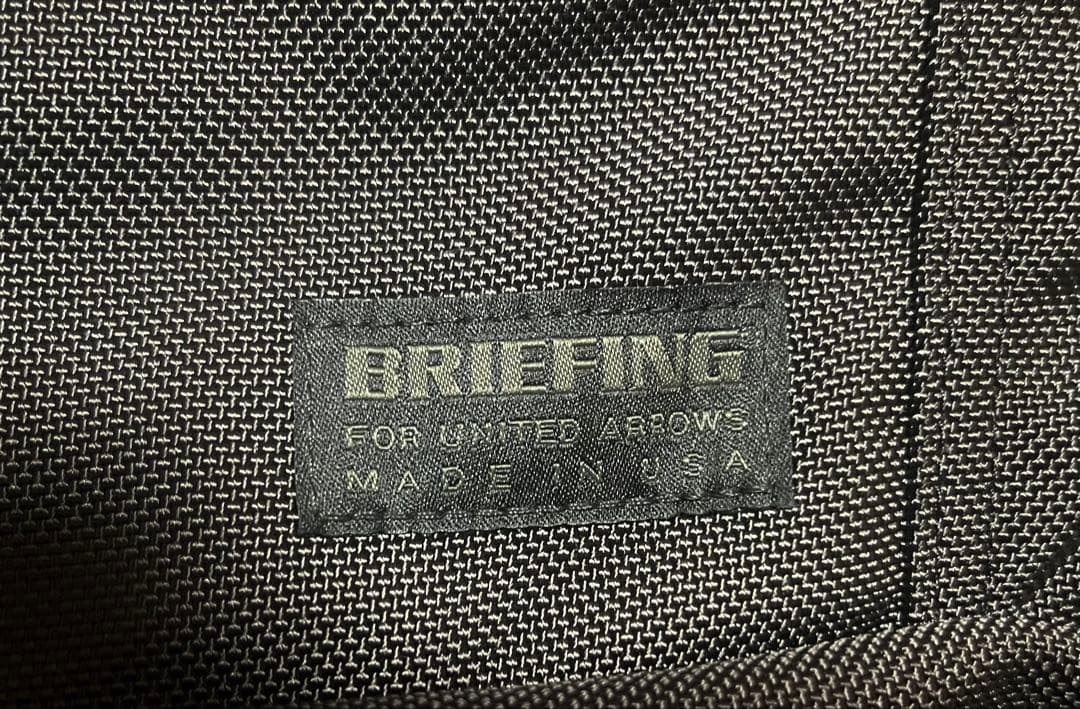 BRIEFING
FOR UNITED ARROWS
MADE IN USA